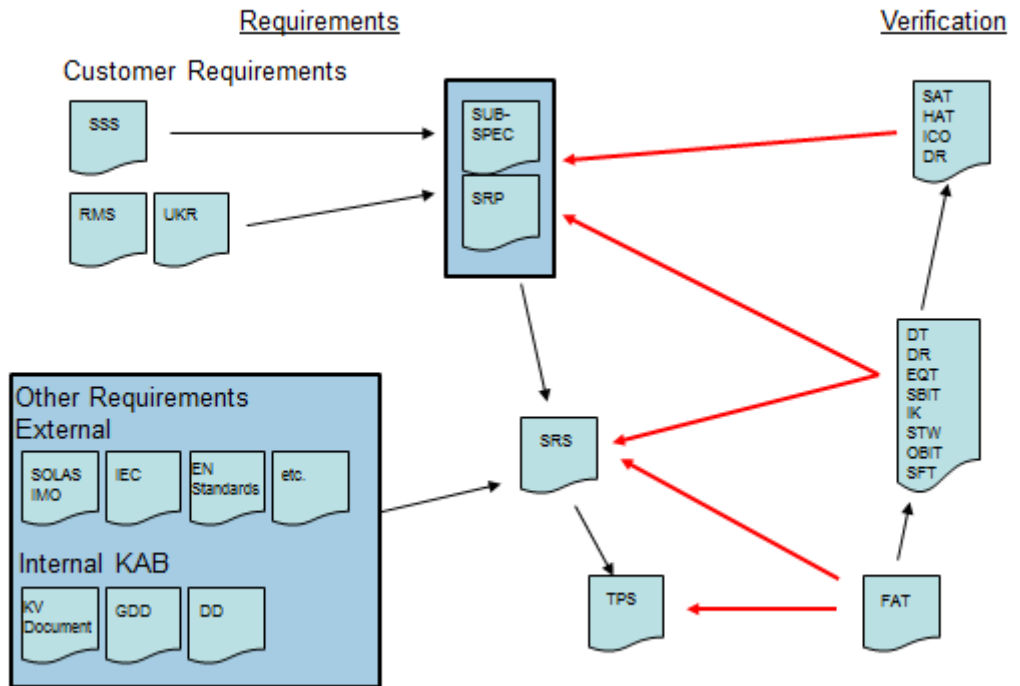 Requirements
Verification
Customer Requirements
SSS
SUB-
SPEC
SAT
HAT
ICO
DR
RMS
UKR
SRP
DT
DR
EQT
SBIT
IK
STW
OBIT
SFT
Other Requirements
External
SOLAS
IMO
IEC
EN
Standards
etc.
SRS
Internal KAB
KV
Document
GDD
DD
TPS
FAT